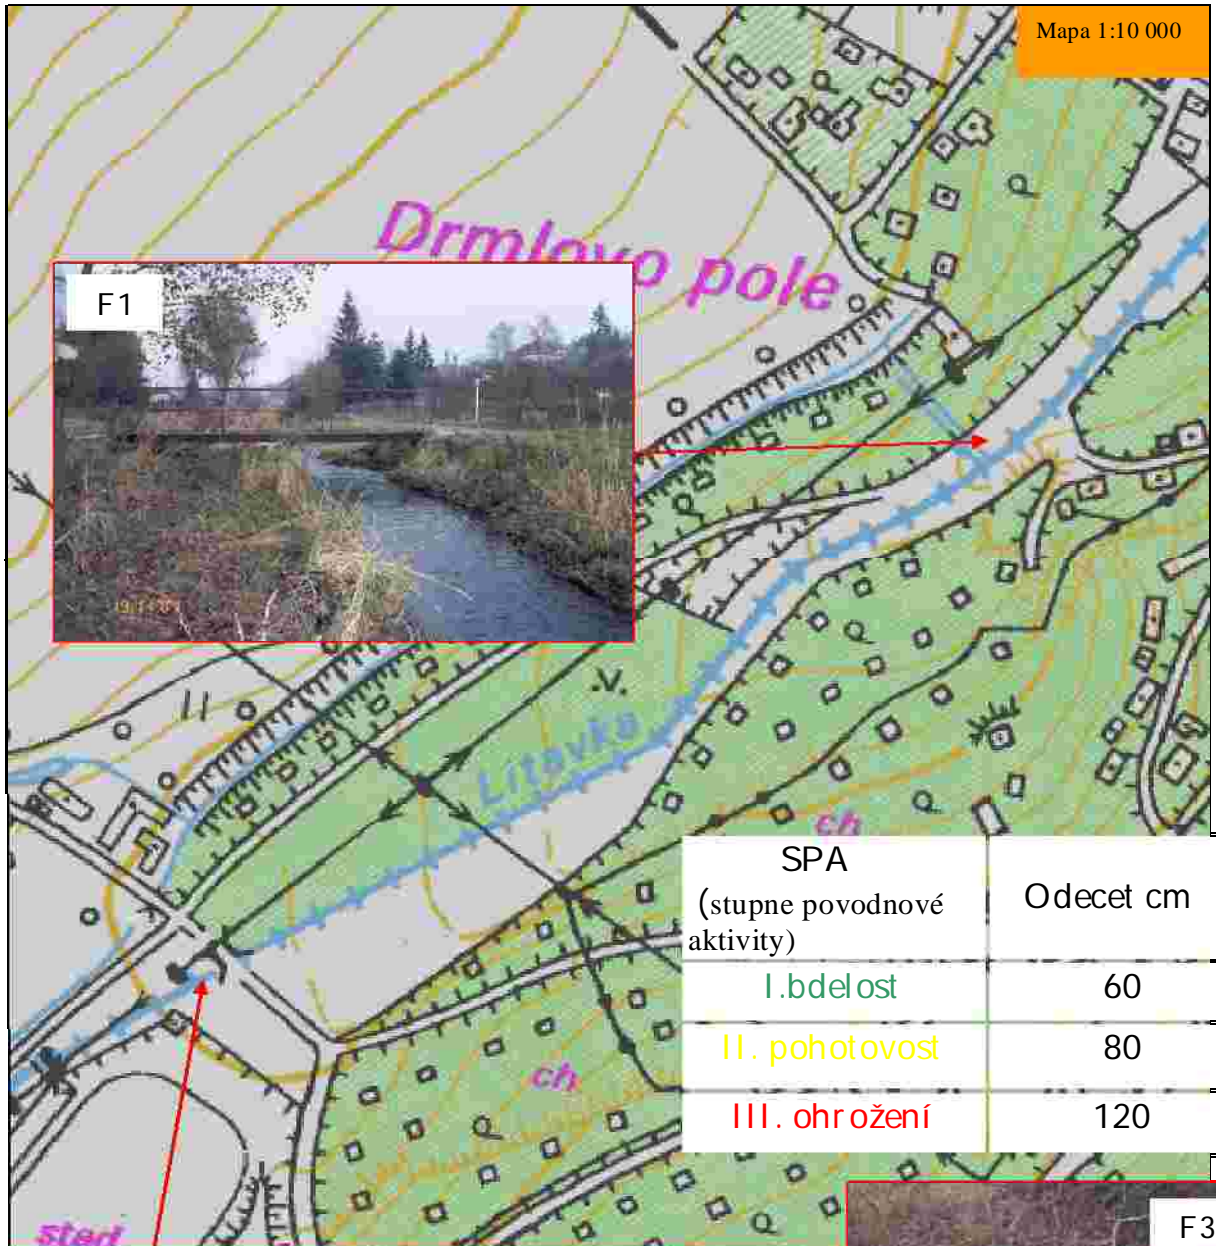 Mapa 1:10 000
Drmlovo pole
F1
.V.
Litavka
ch
SPA
Odecet cm
(stupne povodnové
aktivity)
I.bdelost
60
II. pohotovost
80
III. ohrožení
120
ch
F3